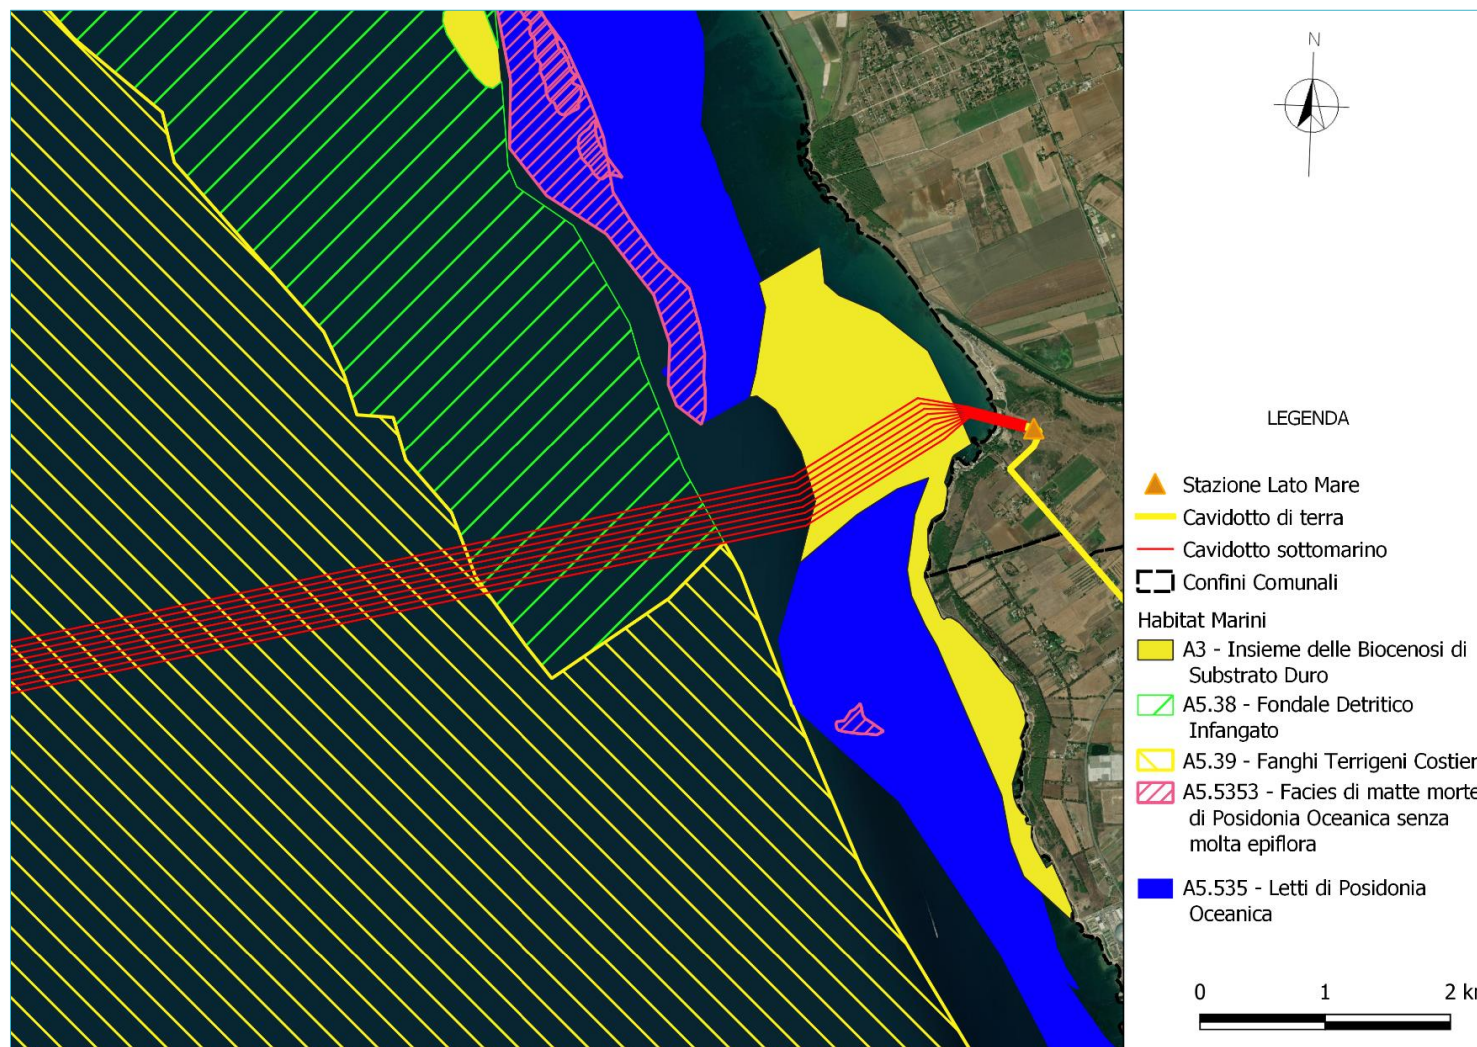 N
LEGENDA
Stazione Lato Mare
Cavidotto di terra
Cavidotto sottomarino
Confini Comunali
Habitat Marini
A3 - Insieme delle Biocenosi di
Substrato Duro
A5.38 - Fondale Detritico
Infangato
A5.39 - Fanghi Terrigeni Costier
A5.5353 - Facies di matte morte
di Posidonia Oceanica senza
molta epiflora
A5.535 - Letti di Posidonia
Oceanica
0 1 2 km